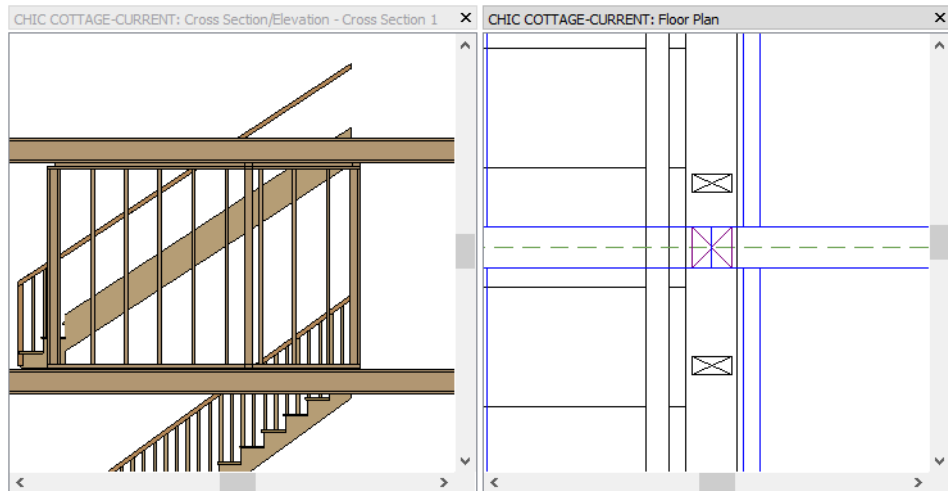 CHIC COTTAGE-CURRENT: Cross Section/Elevation - Cross Section 1
CHIC COTTAGE-CURRENT: Floor Plan